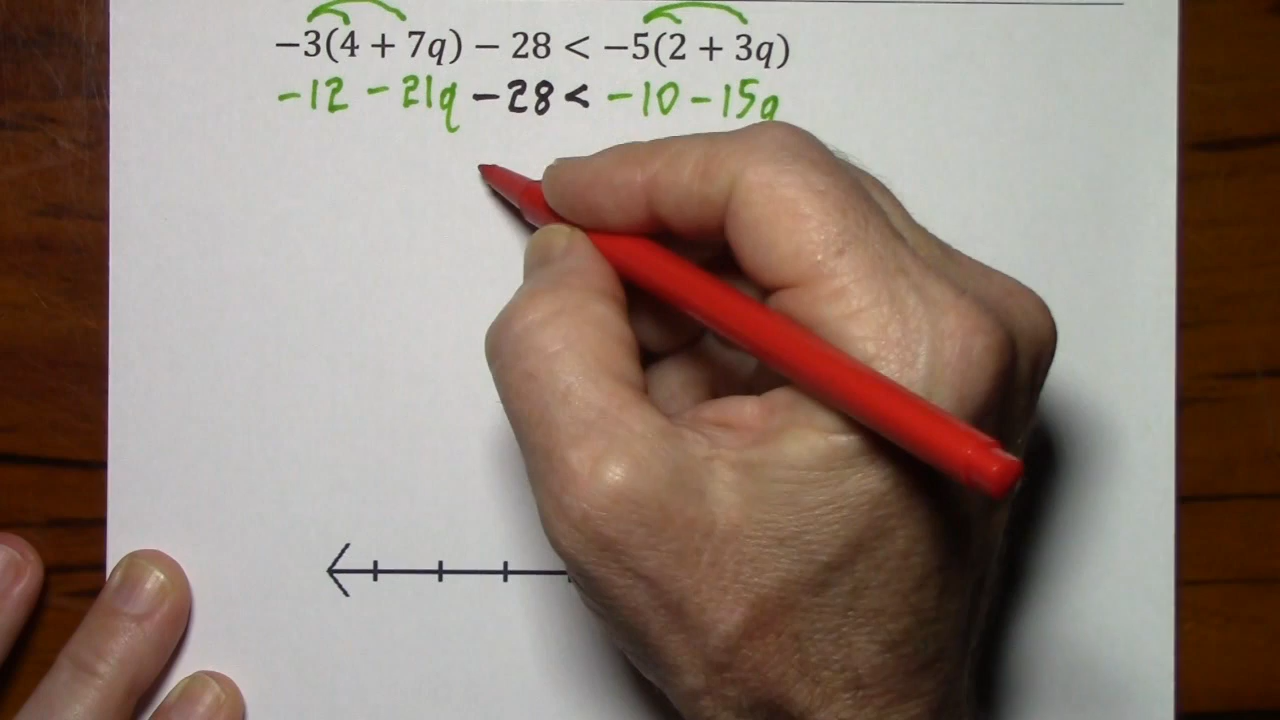 −3(4 + 7q) − 28 < −5(2 + 3q)
-12 -21q -28 < -10 -15q